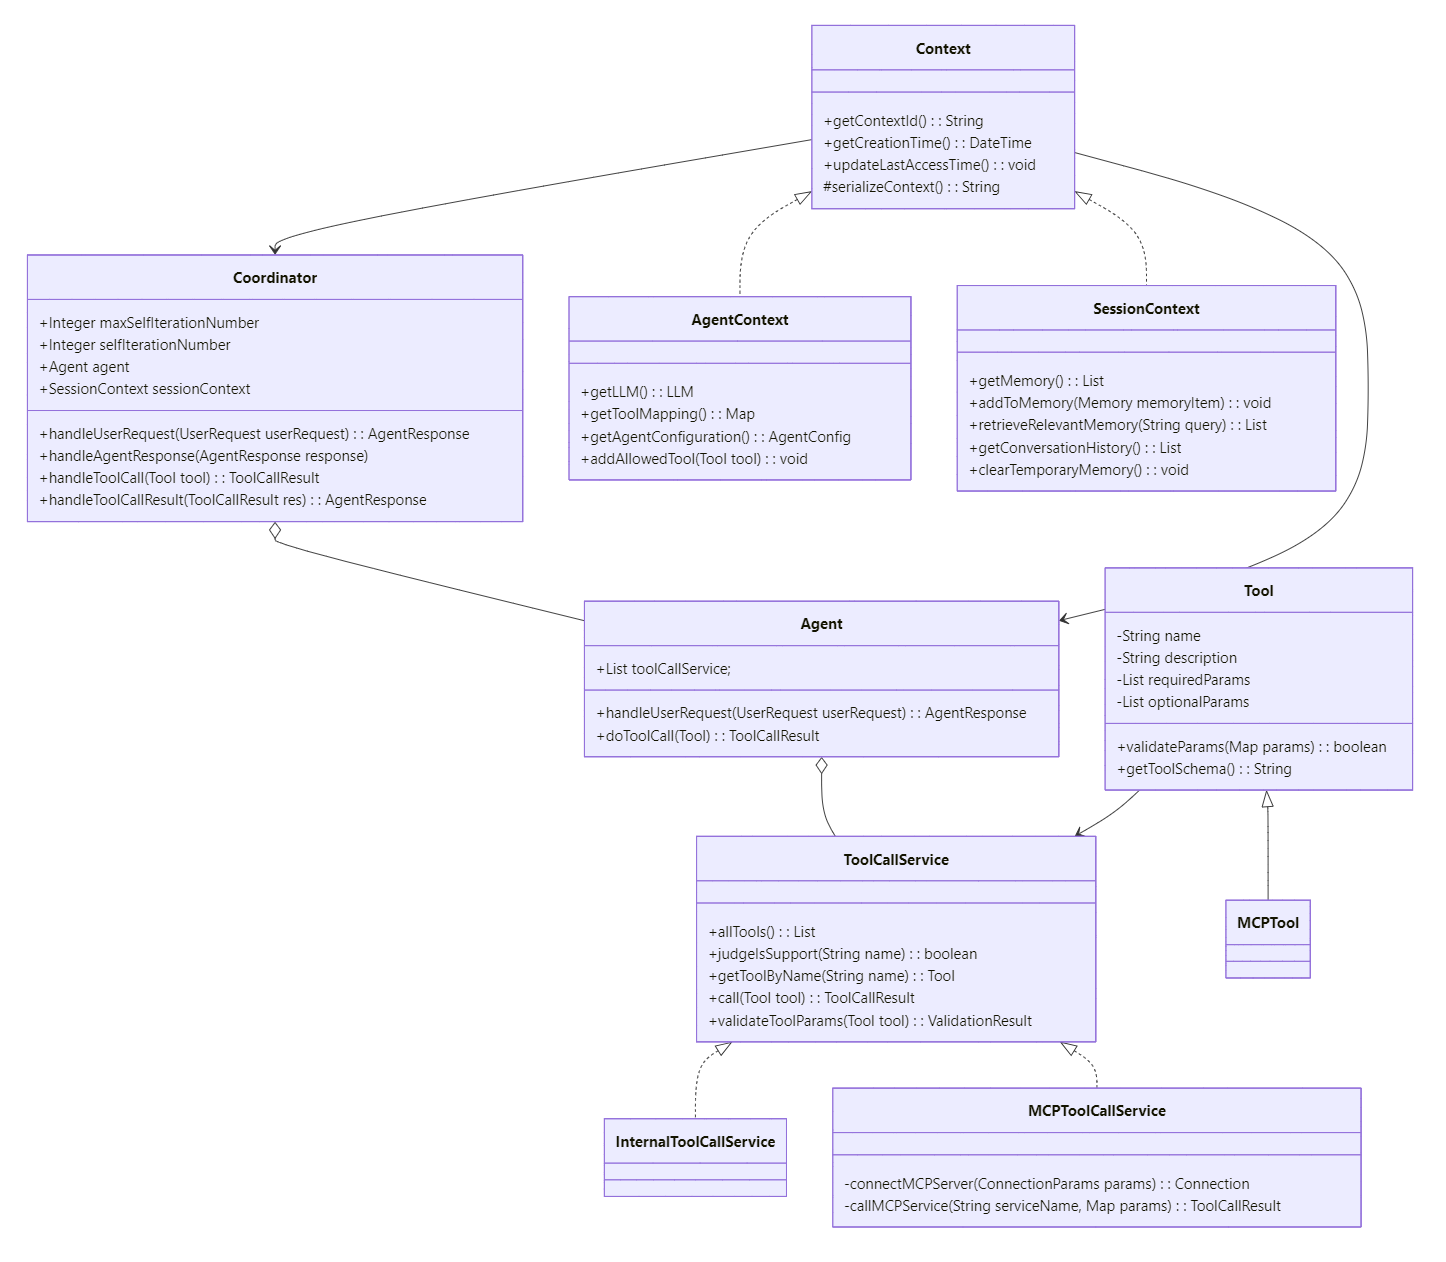 Context
+getContextId() : : String
+getCreationTime() : : DateTime
+updateLastAccessTime() : : void
#serializeContext() : : String
Coordinator
+Integer maxSelfIterationNumber
+Integer selfIterationNumber
+Agent agent
+SessionContext sessionContext
+handleUserRequest(UserRequest userRequest) : : AgentResponse
+handleAgentResponse(AgentResponse response)
+handleToolCall(Tool tool) : : ToolCallResult
+handleToolCallResult(ToolCallResult res) : : AgentResponse
AgentContext
+getLLM() : : LLM
+getToolMapping() : : Map
+getAgentConfiguration() : : AgentConfig
+addAllowedTool(Tool tool) : : void
SessionContext
+getMemory() : : List
+addToMemory(Memory memoryItem) : : void
+retrieveRelevantMemory(String query) : : List
+getConversationHistory() : : List
+clearTemporaryMemory() : : void
Agent
+List toolCallService;
+handleUserRequest(UserRequest userRequest) : : AgentResponse
+doToolCall(Tool) : : ToolCallResult
Tool
-String name
-String description
-List requiredParams
-List optionalParams
+validateParams(Map params) : : boolean
+getToolSchema() : : String
ToolCallService
+allTools() : : List
+judgeIsSupport(String name) : : boolean
+getToolByName(String name) : : Tool
+call(Tool tool) : : ToolCallResult
+validateToolParams(Tool tool) : : ValidationResult
MCPTool
InternalToolCallService
MCPToolCallService
-connectMCPServer(ConnectionParams params) : : Connection
-callMCPService(String serviceName, Map params) : : ToolCallResult